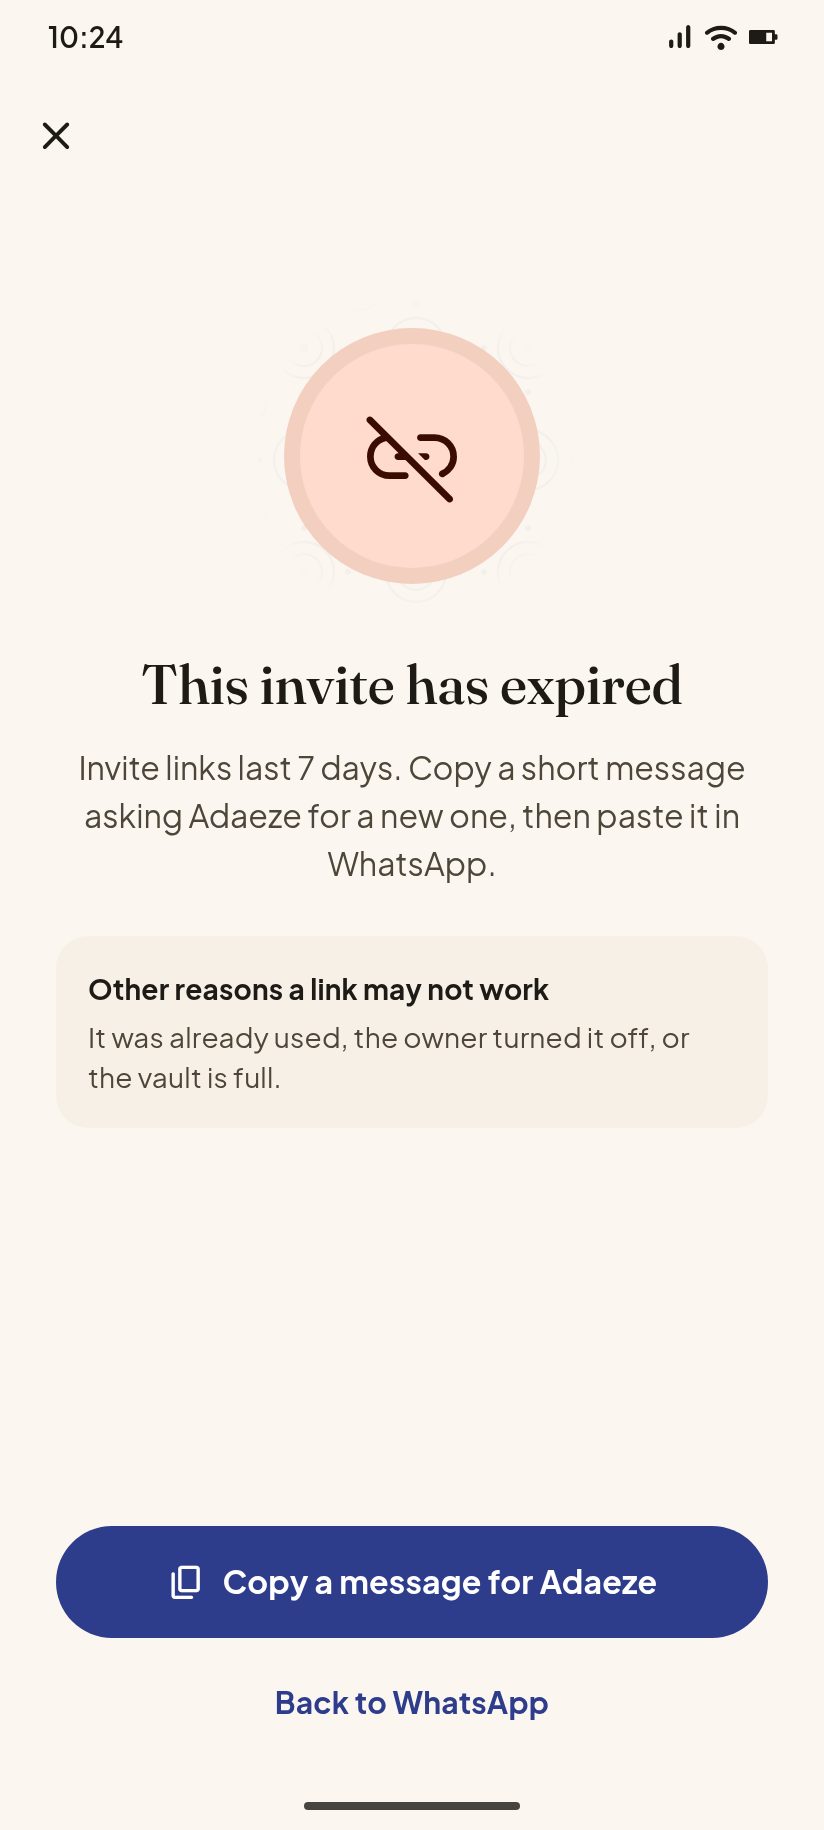 10:24
This invite has expired
Invite links last 7 days. Copy a short message
asking Adaeze for a new one, then paste it in
WhatsApp.
Other reasons a link may not work
It was already used, the owner turned it off, or
the vault is full.
Copy a message for Adaeze
Back to WhatsApp